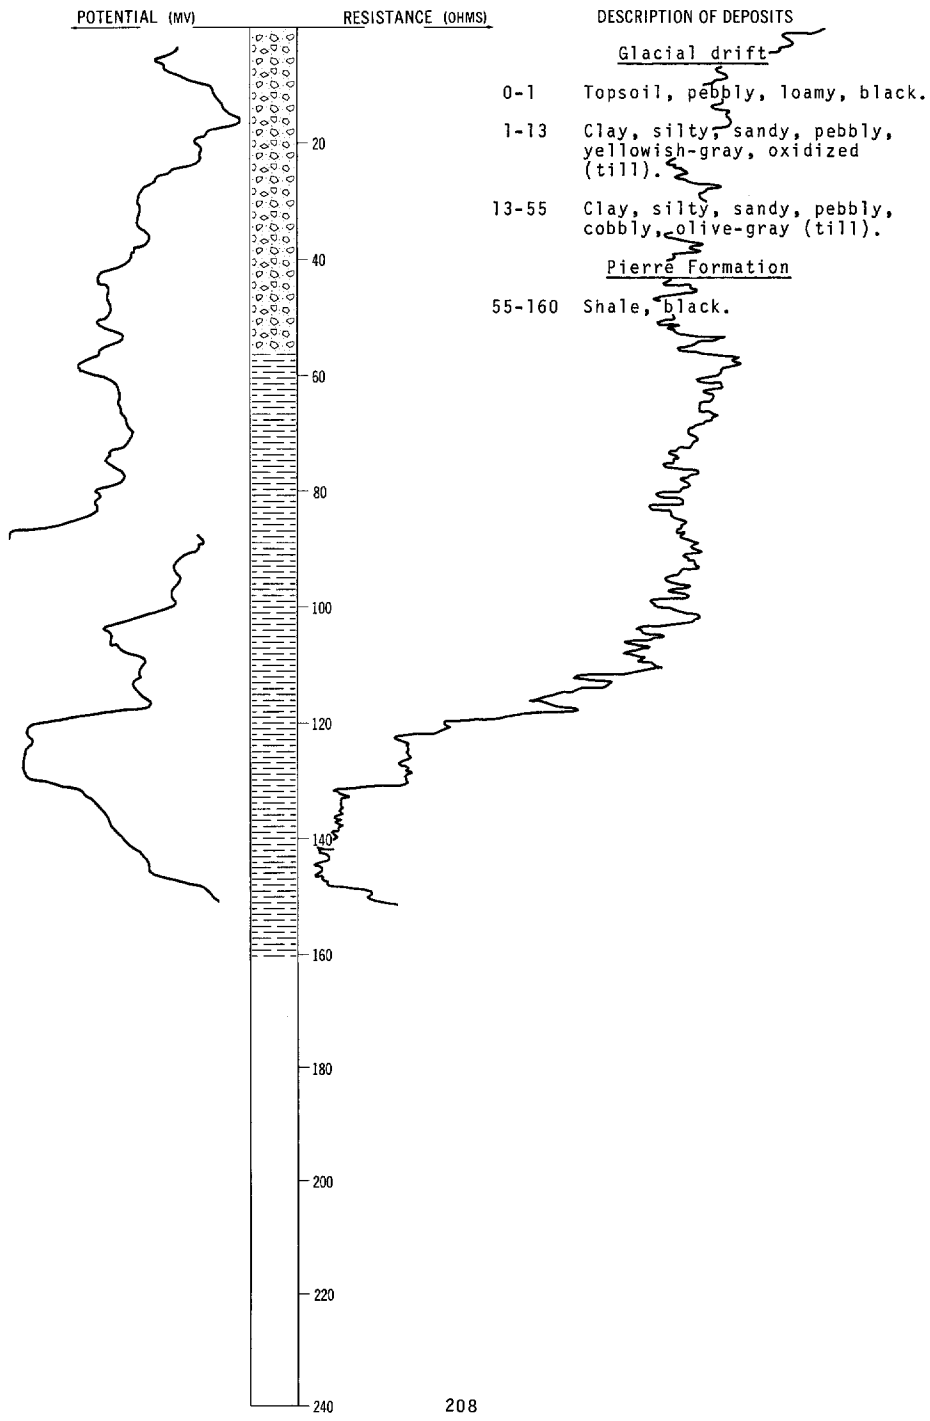 POTENTIAL (MV) RESISTANCE (OHMS) DESCRIPTION OF DEPOSITS
Glacial drift
0-1 Topsoil, pebbly, loamy, black.
1-13 Clay, silty, sandy, pebbly,
yellowish-gray, oxidized
(till).
13-55 Clay, silty, sandy, pebbly,
cobbly, olive-gray (till).
Pierre Formation
55-160 Shale, black.
20
40
60
80
100
120
140
160
180
200
220
240
208